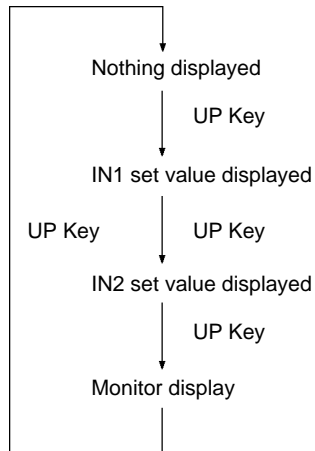 Nothing displayed
UP Key
IN1 set value displayed
UP Key UP Key
IN2 set value displayed
UP Key
Monitor display